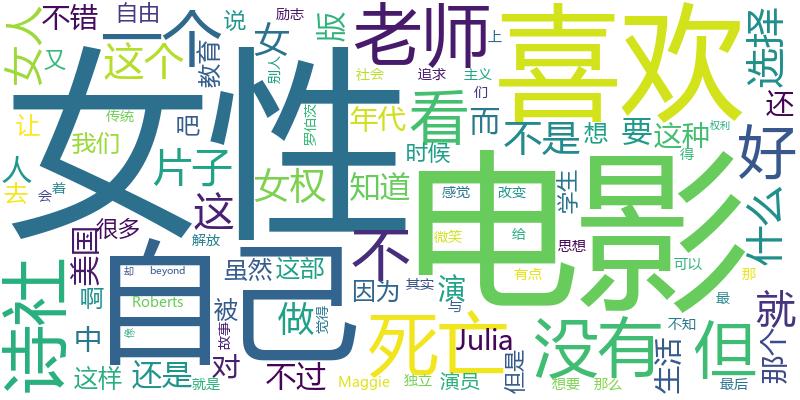 女人
不错
自由
一个
说
励志
女
版
老师
上
喜欢
选择
又
这个
教育
别人
社会
追求
主义
们
还
让
传统
吧
罗伯茨
年代
看
而
不是
想
要
这种
权利
好
我们
人
去
会
着
片子
女权
知道
时候
得
女性
电影
感觉
改变
学生
什么
这
不
微笑
给
思想
很多
美国
解放
自己
虽然
这部
因为
其实
演
有点
可以
那
诗社
却
beyond
啊
Roberts
被
做
觉得
与
最
就
中
像
故事
死亡
Julia
没有
不知
但
那个
这样
还是
就是
对
不过
Maggie
独立
演员
但是
想要
那么
生活
最后